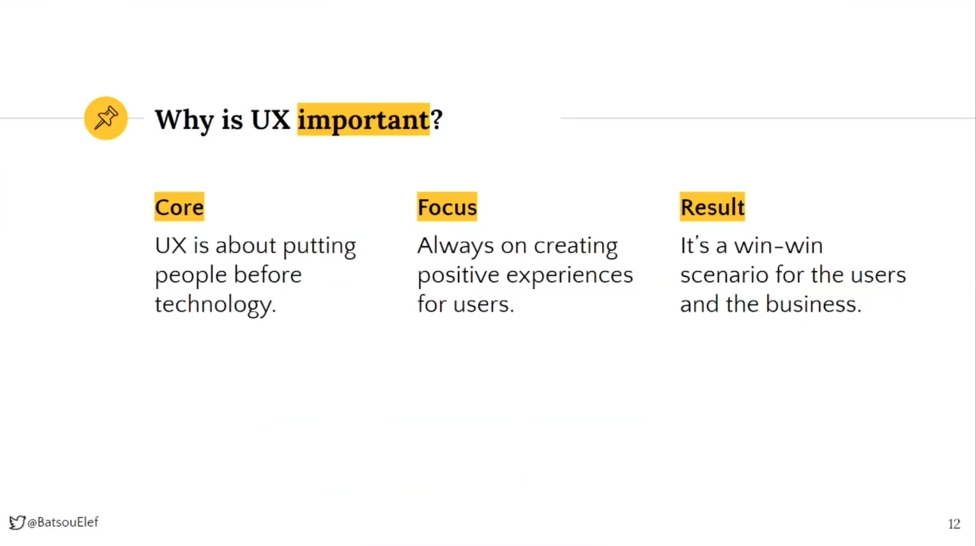 Why is UX important?
Core
UX is about putting
people before
technology.
Focus
Always on creating
positive experiences
for users.
Result
It's a win-win
scenario for the users
and the business.
@BatsouElef
12